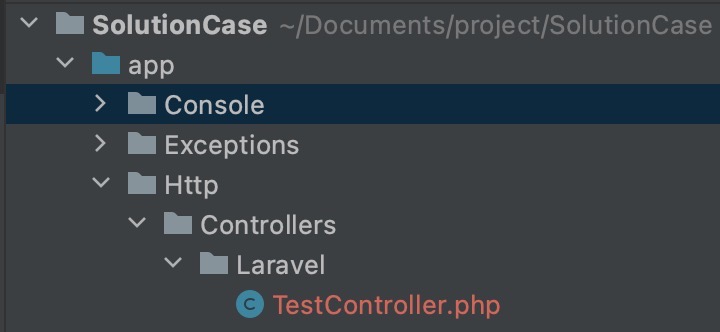 SolutionCase ~/Documents/project/SolutionCase
app
Console
Exceptions
Http
Controllers
Laravel
C TestController.php